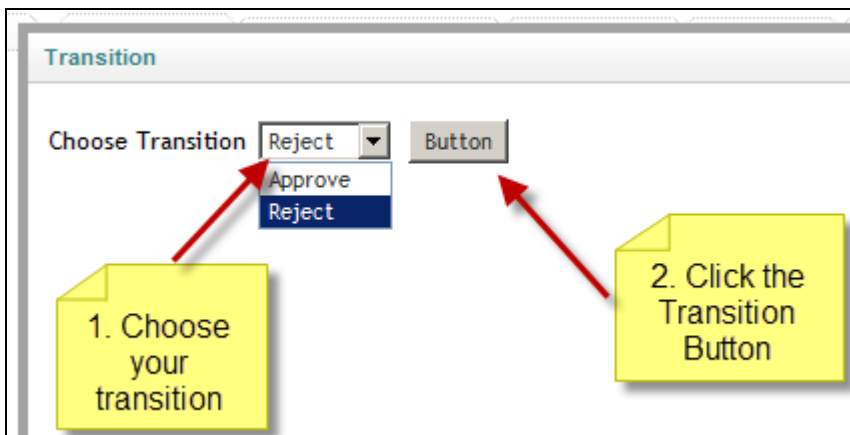 Transition
Choose Transition Reject Button
Approve
Reject
1. Choose
your
transition
2. Click the
Transition
Button